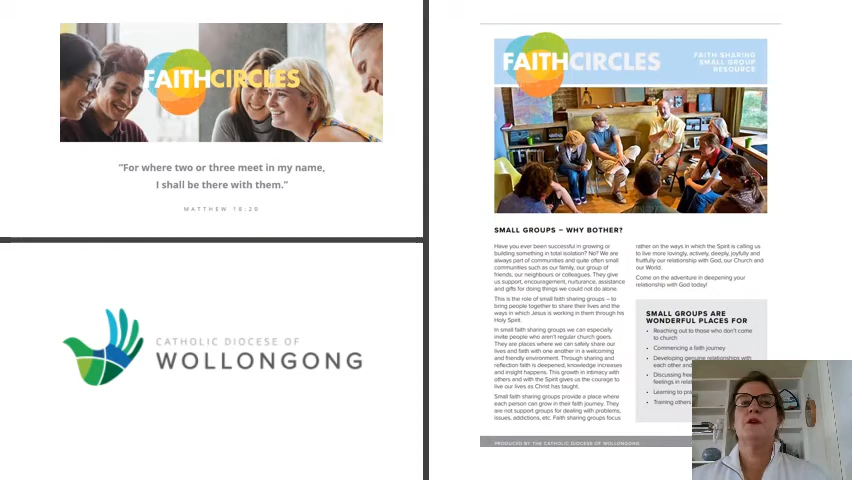 FAITHCIRCLES
“For where two or three meet in my name,
I shall be there with them.”
MATTHEW 18:20
CATHOLIC DIOCESE OF
WOLLONGONG
FAITHCIRCLES
FAITH SHARING
SMALL GROUP
RESOURCE
SMALL GROUPS – WHY BOTHER?
Have you ever been successful in growing or
building something in total isolation? No? We are
always part of communities and quite often small
communities such as our family, our group of
friends, our neighbours or colleagues. They give
us support, encouragement, nurturance, assistance
and gifts for doing things we could not do alone.
This is the role of small faith sharing groups – to
bring people together to share their lives and the
ways in which Jesus is working in them through his
Holy Spirit.
In small faith sharing groups we can especially
invite people who aren't regular church goers.
They are places where we can safely share our
lives and faith with one another in a welcoming
and friendly environment. Through sharing and
reflection faith is deepened, knowledge increases
and insight happens. This growth in intimacy with
others and with the Spirit gives us the courage to
live our lives as Christ has taught.
Small faith sharing groups provide a place where
each person can grow in their faith journey. They
are not support groups for dealing with problems,
issues, addictions, etc. Faith sharing groups focus
rather on the ways in which the Spirit is calling us
to live more lovingly, actively, deeply, joyfully and
fruitfully our relationship with God, our Church and
our World.
Come on the adventure in deepening your
relationship with God today!
SMALL GROUPS ARE
WONDERFUL PLACES FOR
• Reaching out to those who don't come
to church
• Commencing a faith journey
• Developing genuine relationships with
each other and
• Discussing
feelings in
• Learning to
• Training others
PRODUCED BY THE CATHOLIC DIOCESE OF WOLLONGONG